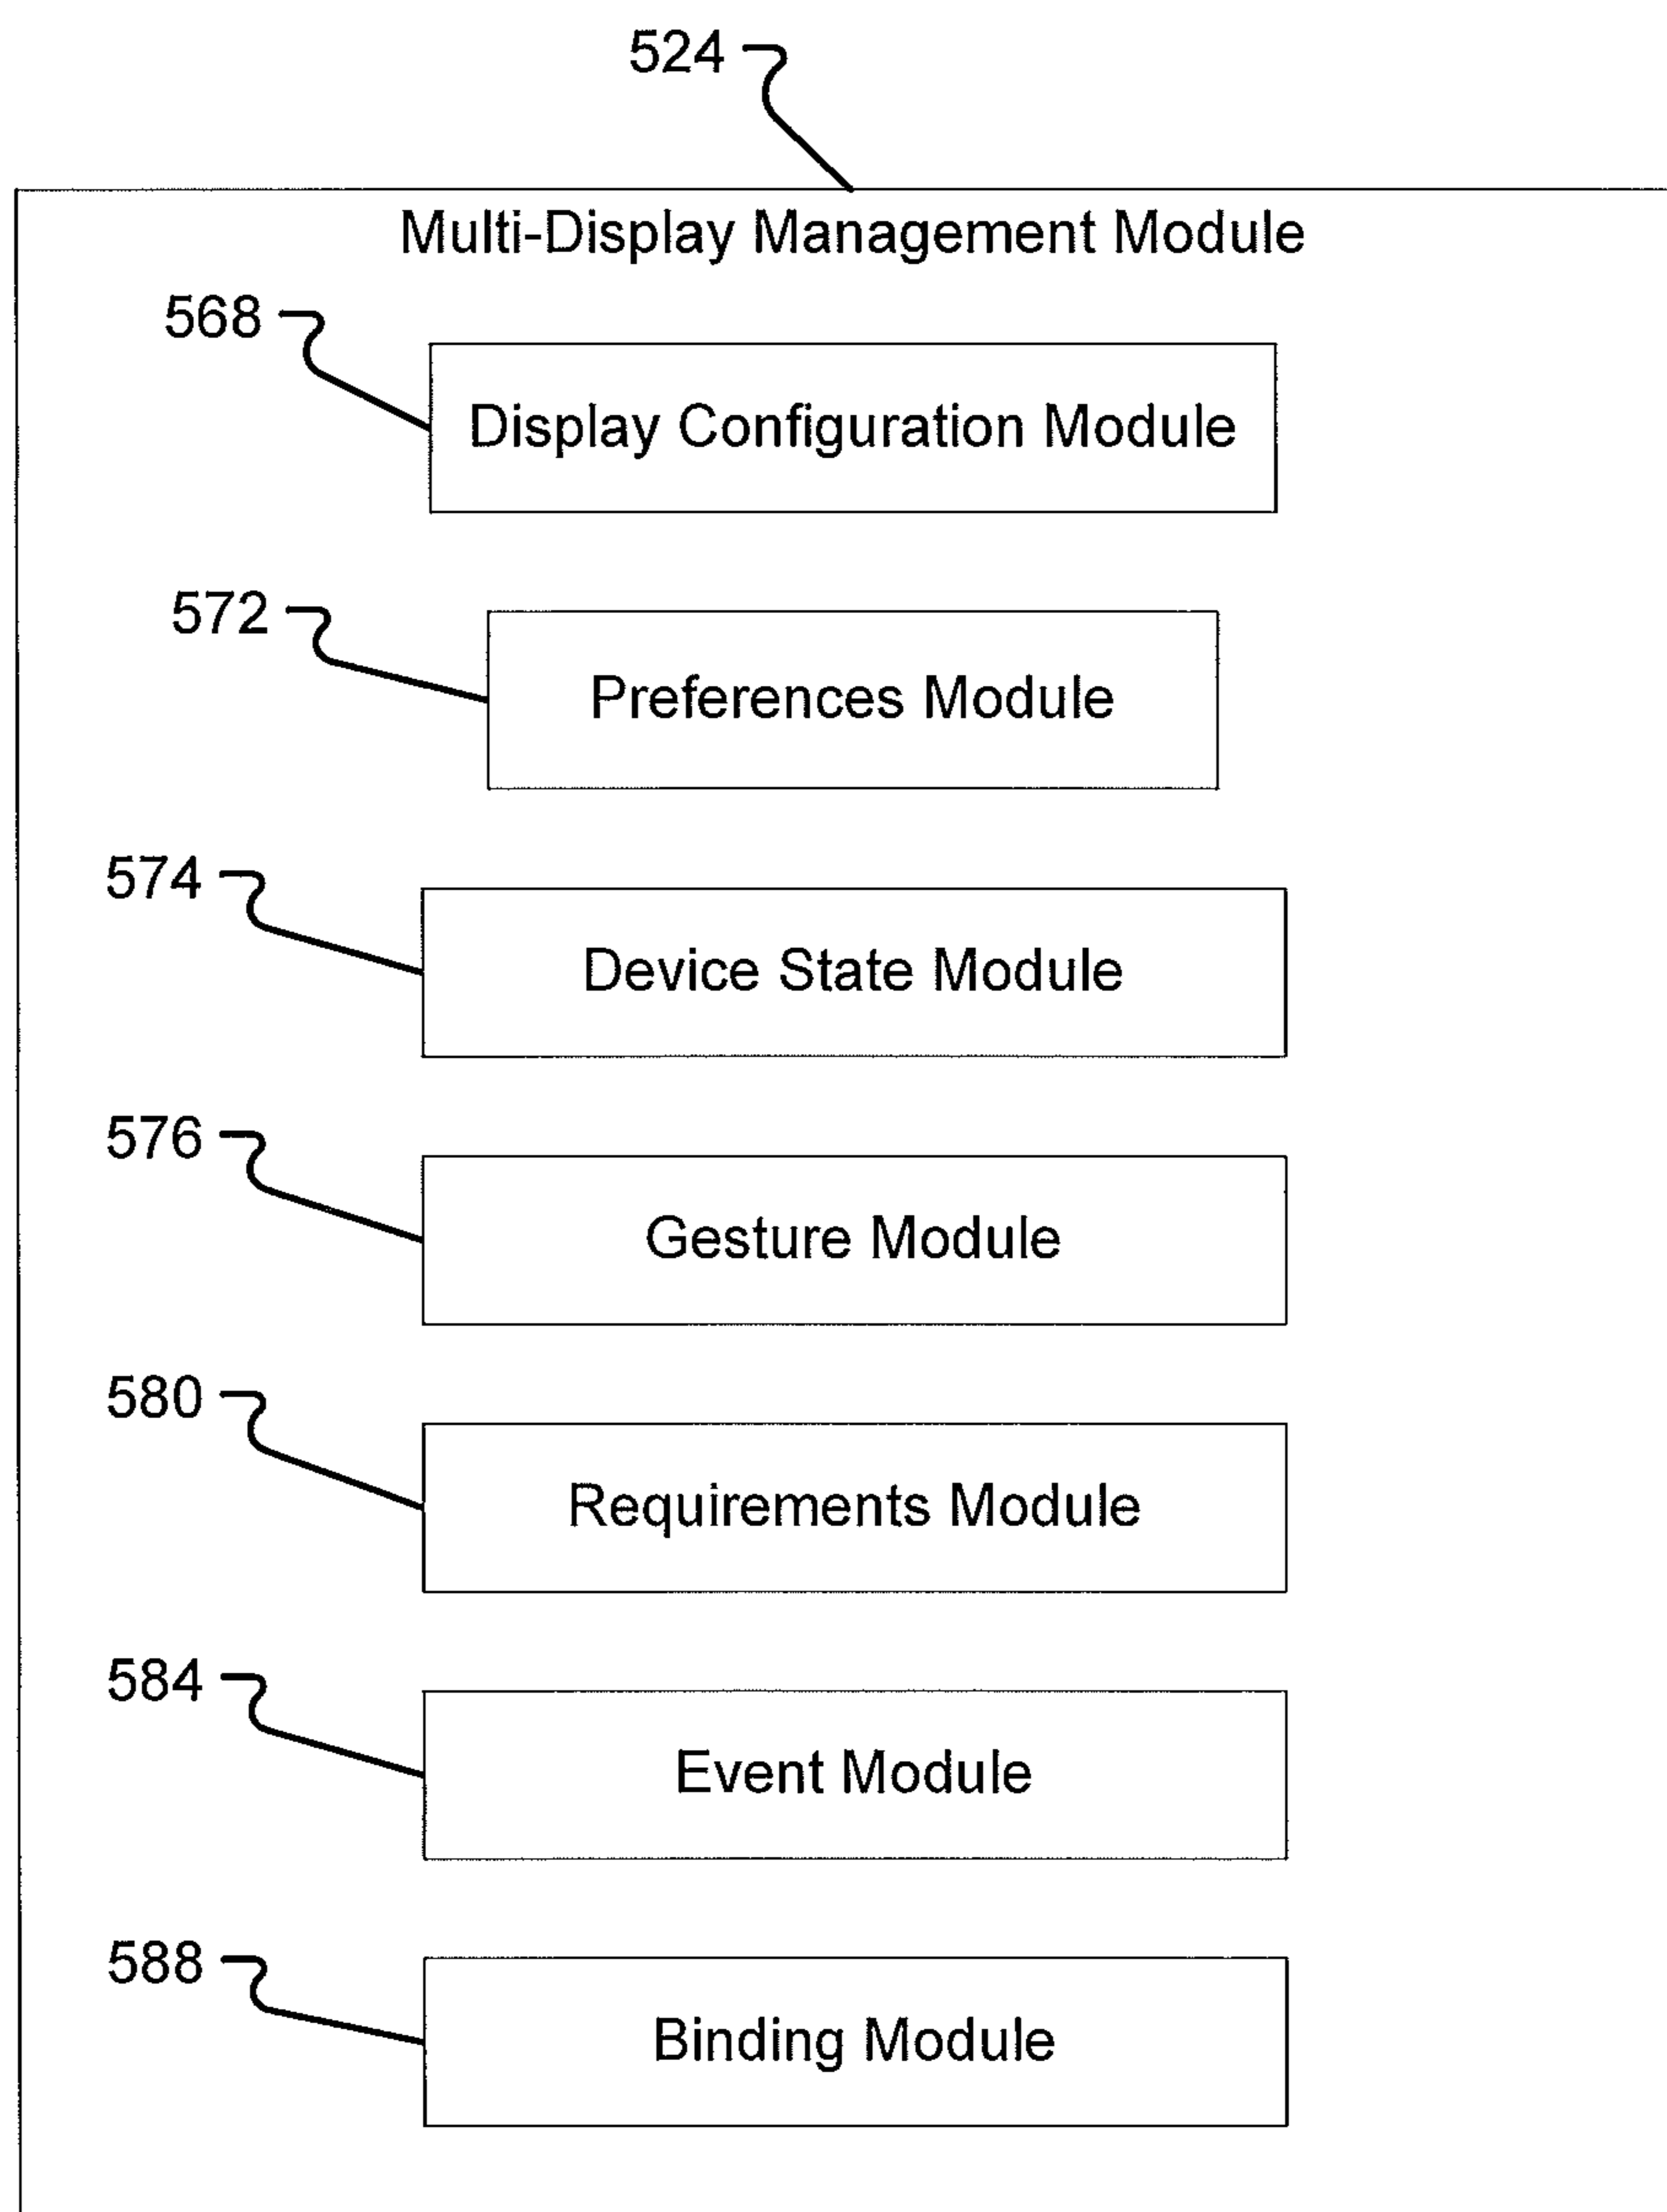 524
Multi-Display Management Module
568
Display Configuration Module
572
Preferences Module
574
Device State Module
576
Gesture Module
580
Requirements Module
584
Event Module
588
Binding Module